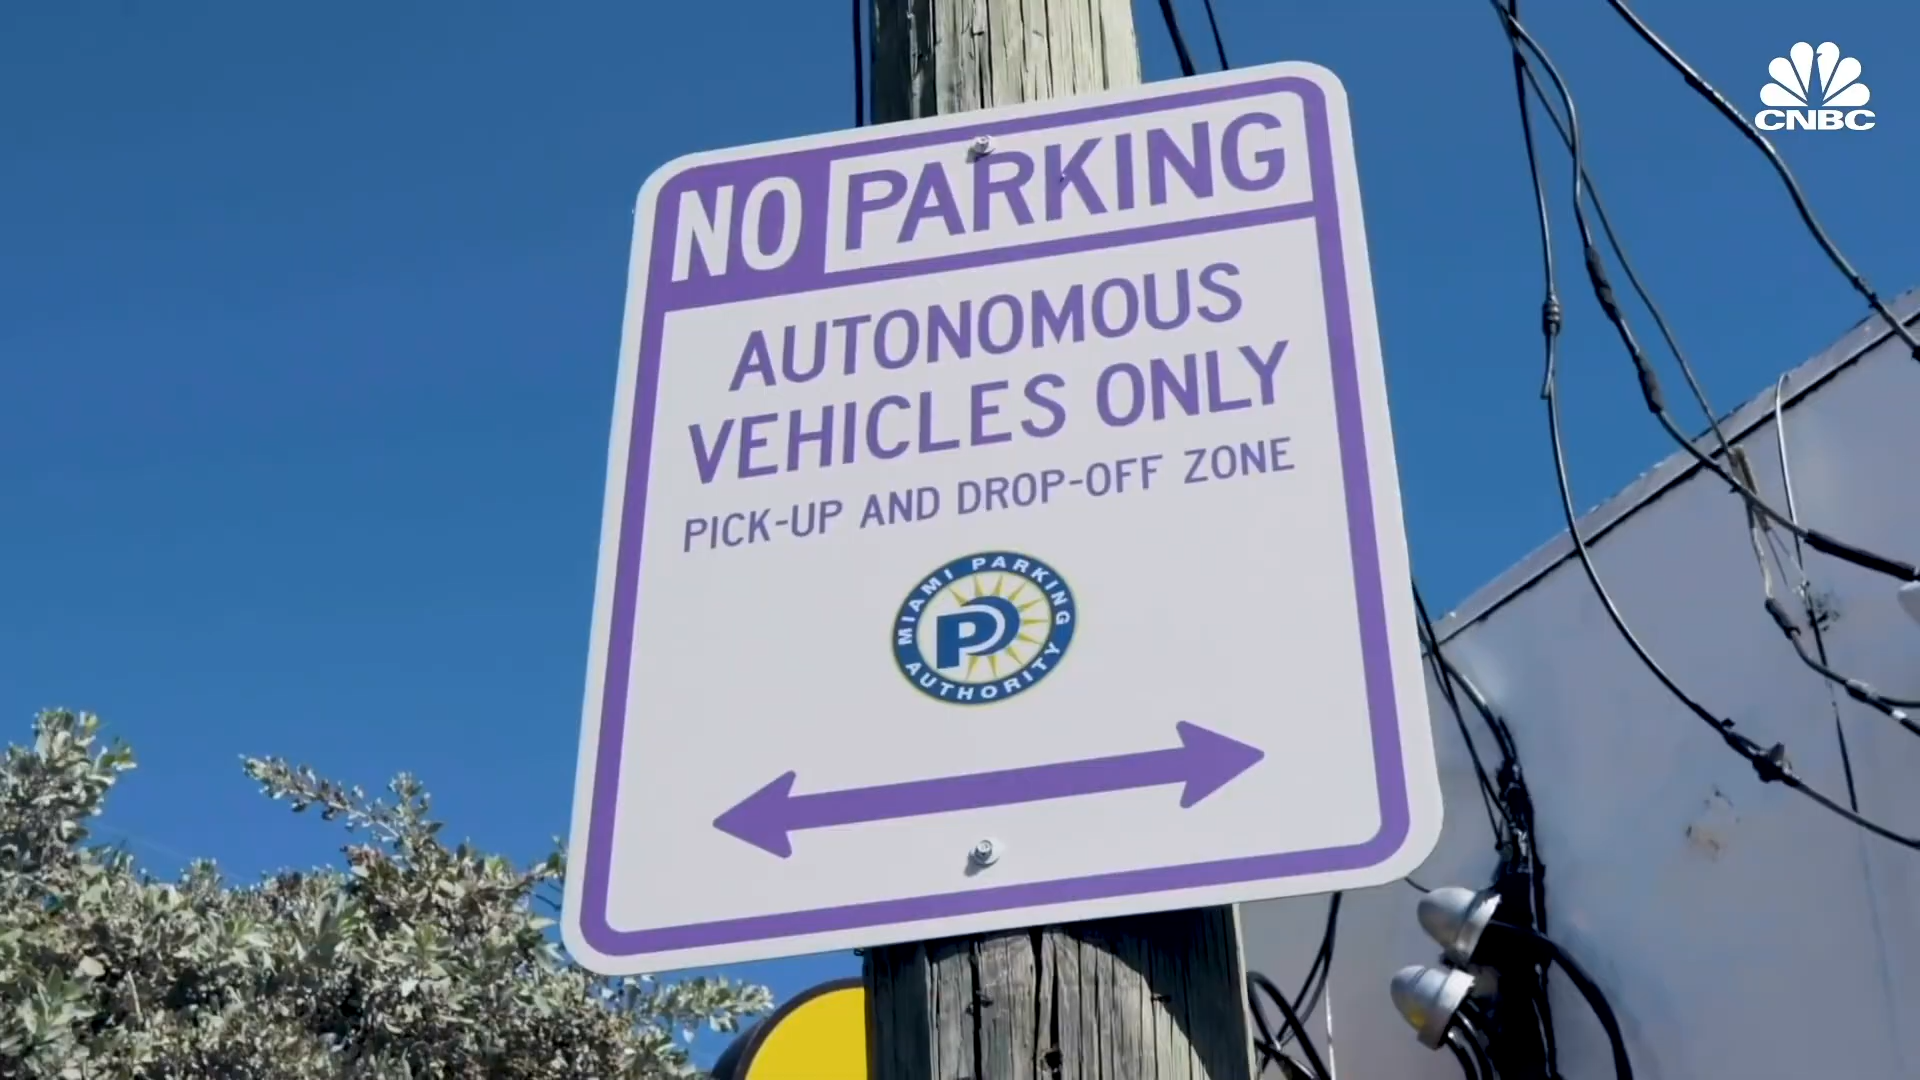 CNBC
NO PARKING
AUTONOMOUS
VEHICLES ONLY
PICK-UP AND DROP-OFF ZONE
MIAMI PARKING
P
AUTHORITY